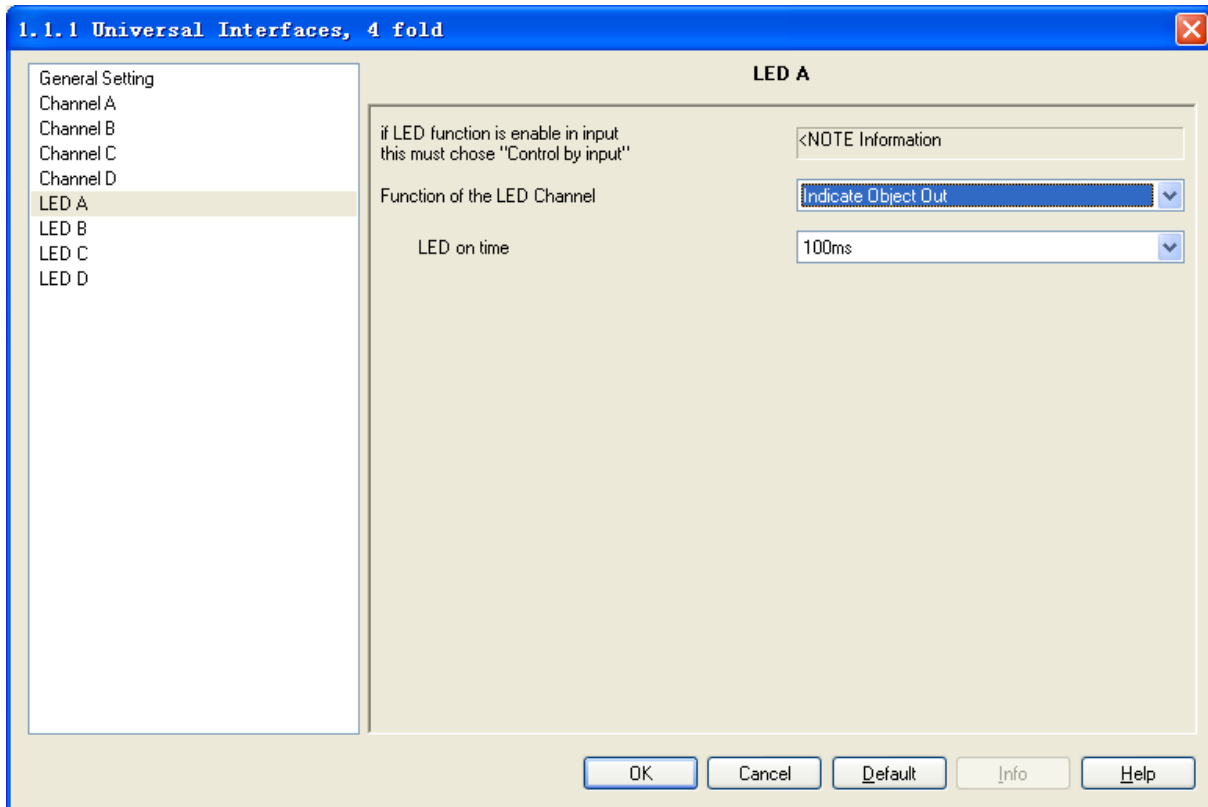 1.1.1 Universal Interfaces, 4 fold
General Setting
Channel A
Channel B
Channel C
Channel D
LED A
LED B
LED C
LED D
LED A
if LED function is enable in input
this must chose "Control by input"
<NOTE Information
Function of the LED Channel
Indicate Object Out
LED on time
100ms
OK
Cancel
Default
Info
Help